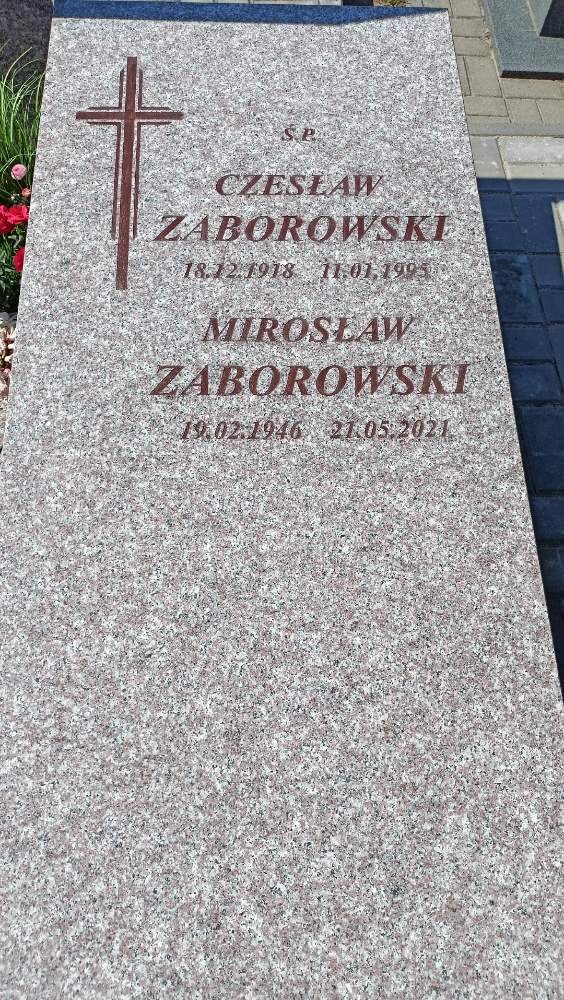 Ś.P.
CZESŁAW
ZABOROWSKI
18.12.1918 11.01.1995
MIROSŁAW
ZABOROWSKI
19.02.1946 21.05.2021